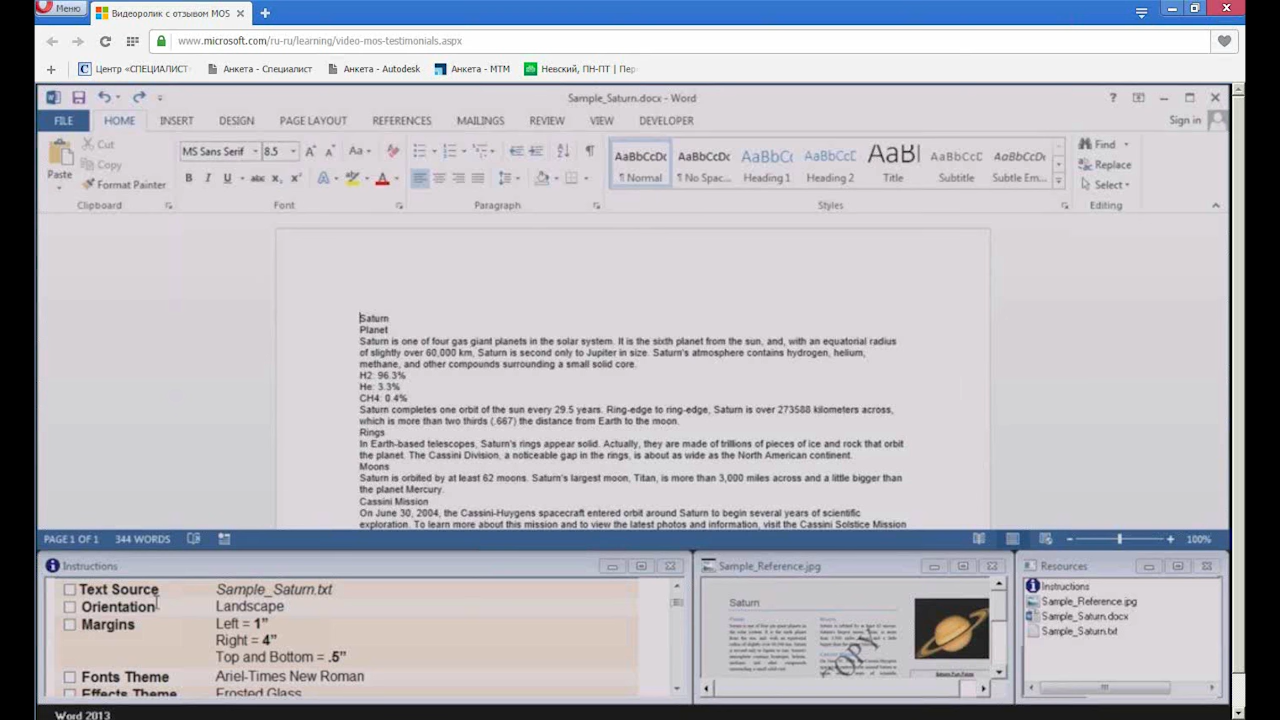 Меню
Видеоролик с отзывом MOS
www.microsoft.com/ru-ru/learning/video-mos-testimonials.aspx
Центр «СПЕЦИАЛИСТ Анкета - Специалист Анкета - Autodesk Анкета - МТМ Невский, ПН-ПТ | Пер
Sample_Saturn.docx - Word
FILE HOME INSERT DESIGN PAGE LAYOUT REFERENCES MAILINGS REVIEW VIEW DEVELOPER Sign in
Paste
Cut
Copy
Format Painter
Clipboard
MS Sans Serif 8.5
Font
Paragraph
AaBbCcDc AaBbCcDc AaBbCc AaBbCcC AaB AaBbCcD AaBbCcDc
¶ Normal ¶ No Spac... Heading 1 Heading 2 Title Subtitle Subtle Em...
Styles
Find
Replace
Select
Editing
Saturn
Planet
Saturn is one of four gas giant planets in the solar system. It is the sixth planet from the sun, and, with an equatorial radius
of slightly over 60,000 km, Saturn is second only to Jupiter in size. Saturn's atmosphere contains hydrogen, helium,
methane, and other compounds surrounding a small solid core.
H2: 96.3%
He: 3.3%
CH4: 0.4%
Saturn completes one orbit of the sun every 29.5 years. Ring-edge to ring-edge, Saturn is over 273588 kilometers across,
which is more than two thirds (.667) the distance from Earth to the moon.
Rings
In Earth-based telescopes, Saturn's rings appear solid. Actually, they are made of trillions of pieces of ice and rock that orbit
the planet. The Cassini Division, a noticeable gap in the rings, is about as wide as the North American continent.
Moons
Saturn is orbited by at least 62 moons. Saturn's largest moon, Titan, is more than 3,000 miles across and a little bigger than
the planet Mercury.
Cassini Mission
On June 30, 2004, the Cassini-Huygens spacecraft entered orbit around Saturn to begin several years of scientific
exploration. To learn more about this mission and to view the latest photos and information, visit the Cassini Solstice Mission
PAGE 1 OF 1 344 WORDS 100%
Instructions
Text Source Sample_Saturn.txt
Orientation Landscape
Margins Left = 1”
Right = 4”
Top and Bottom = .5”
Fonts Theme Ariel-Times New Roman
Effects Theme Frosted Glass
Sample_Reference.jpg
Saturn
OPY
Resources
Instructions
Sample_Reference.jpg
Sample_Saturn.docx
Sample_Saturn.txt
Word 2013